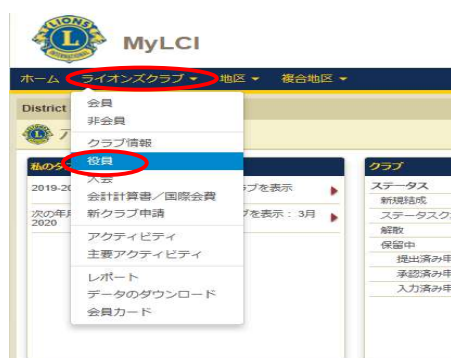 LIONS
INTERNATIONAL
MyLCI
ホーム ライオンズクラブ 地区 複合地区
District
会員
非会員
クラブ情報
役員
大会
会計計算書／国際会費
新クラブ申請
アクティビティ
主要アクティビティ
レポート
データのダウンロード
会員カード
私の
2019-20
ブを表示
次の年
2020
ブを表示： 3月
クラブ
ステータス
新規結成
ステータスク
解散
保留中
提出済み申
承認済み申
入力済み申